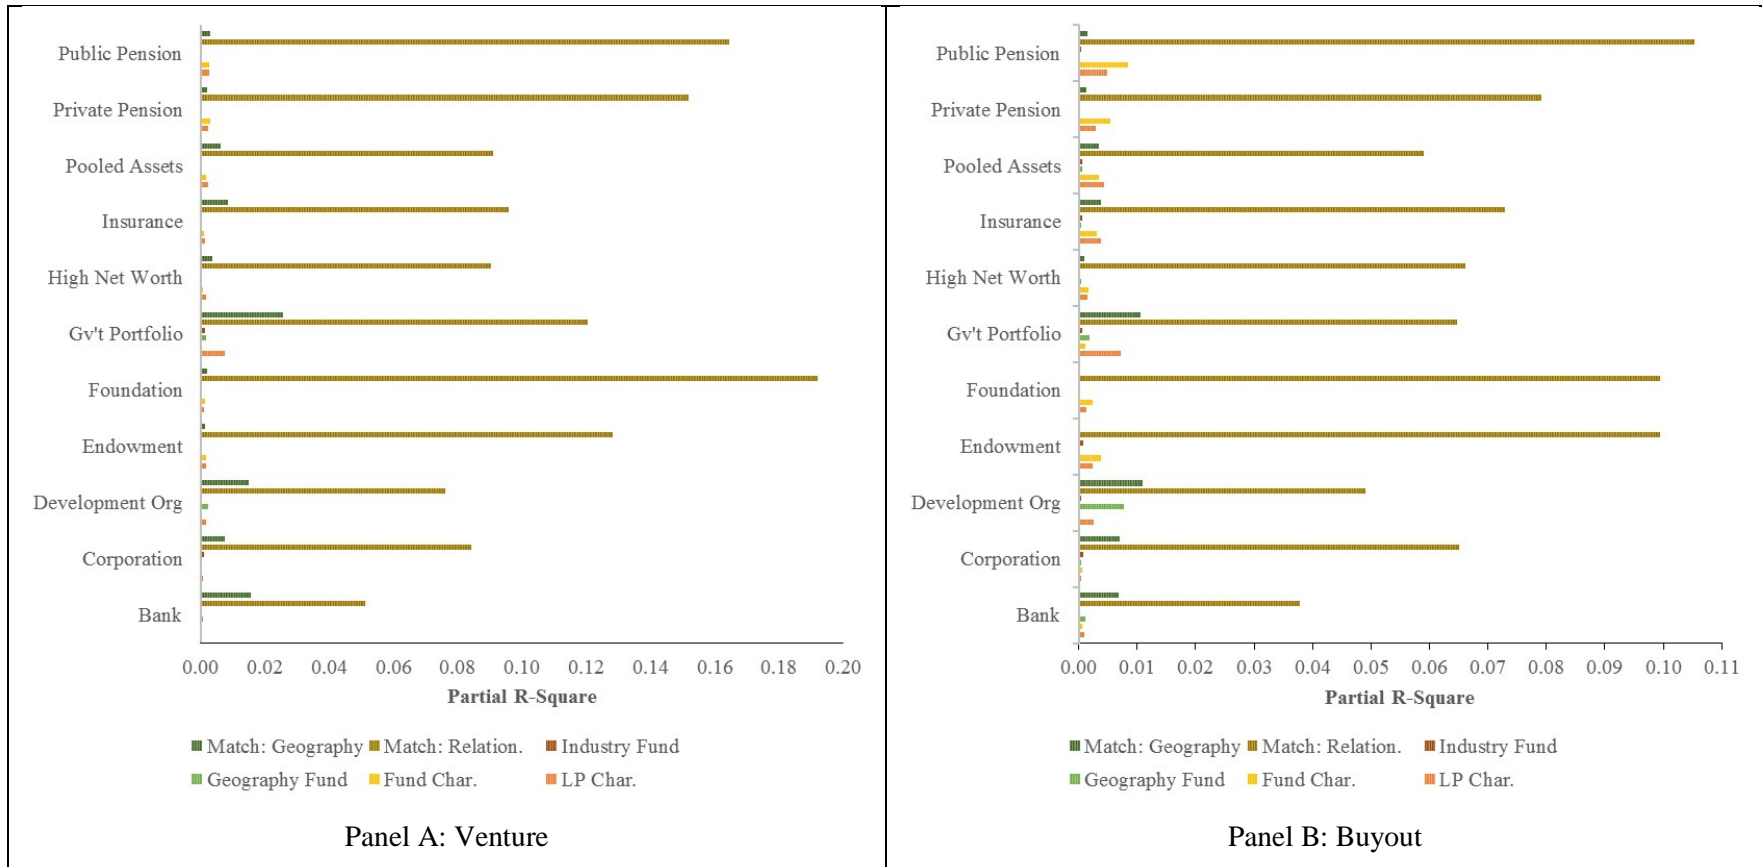 Public Pension
Private Pension
Pooled Assets
Insurance
High Net Worth
Gv't Portfolio
Foundation
Endowment
Development Org
Corporation
Bank
0.00 0.02 0.04 0.06 0.08 0.10 0.12 0.14 0.16 0.18 0.20
Partial R-Square
Match: Geography Match: Relation. Industry Fund
Geography Fund Fund Char. LP Char.
Panel A: Venture
Public Pension
Private Pension
Pooled Assets
Insurance
High Net Worth
Gv't Portfolio
Foundation
Endowment
Development Org
Corporation
Bank
0.00 0.01 0.02 0.03 0.04 0.05 0.06 0.07 0.08 0.09 0.10 0.11
Partial R-Square
Match: Geography Match: Relation. Industry Fund
Geography Fund Fund Char. LP Char.
Panel B: Buyout